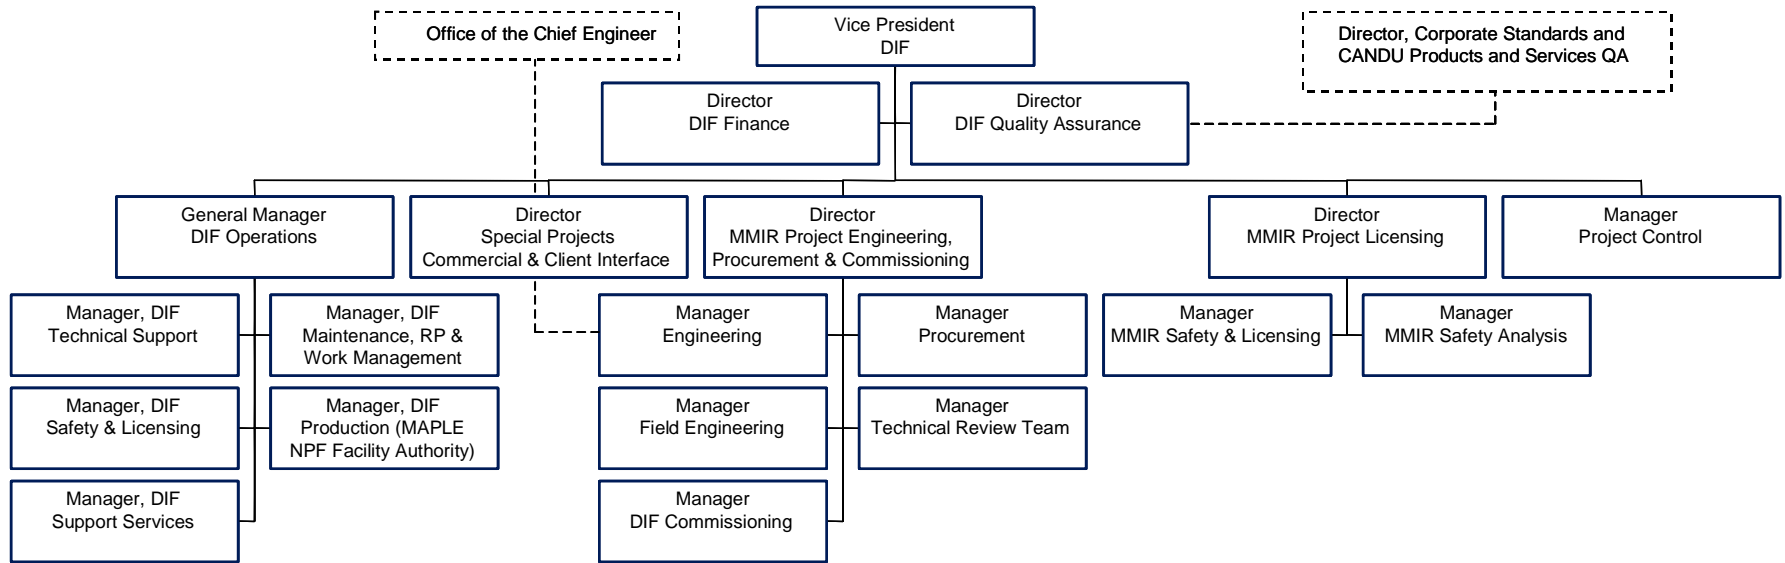 Office of the Chief Engineer
Vice President
DIF
Director, Corporate Standards and
CANDU Products and Services QA
Director
DIF Finance
Director
DIF Quality Assurance
General Manager
DIF Operations
Director
Special Projects
Commercial & Client Interface
Director
MMIR Project Engineering,
Procurement & Commissioning
Director
MMIR Project Licensing
Manager
Project Control
Manager, DIF
Technical Support
Manager, DIF
Maintenance, RP &
Work Management
Manager
Engineering
Manager
Procurement
Manager
MMIR Safety & Licensing
Manager
MMIR Safety Analysis
Manager, DIF
Safety & Licensing
Manager, DIF
Production (MAPLE
NPF Facility Authority)
Manager
Field Engineering
Manager
Technical Review Team
Manager, DIF
Support Services
Manager
DIF Commissioning